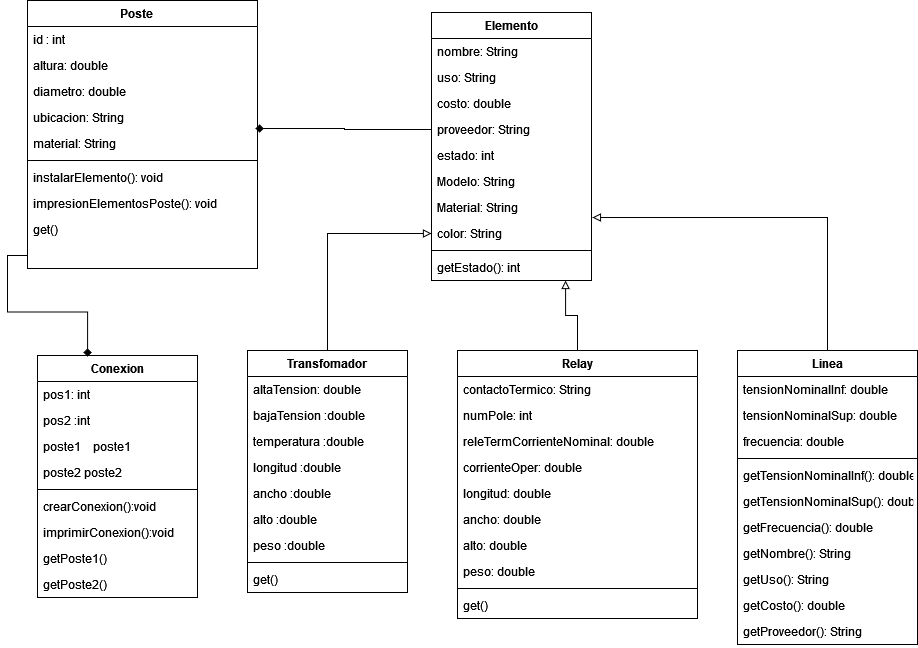 Poste
id : int
altura: double
diametro: double
ubicacion: String
material: String
instalarElemento(): void
impresionElementosPoste(): void
get()
Elemento
nombre: String
uso: String
costo: double
proveedor: String
estado: int
Modelo: String
Material: String
color: String
getEstado(): int
Conexion
pos1: int
pos2 :int
poste1 poste1
poste2 poste2
crearConexion():void
imprimirConexion():void
getPoste1()
getPoste2()
Transfomador
altaTension: double
bajaTension :double
temperatura :double
longitud :double
ancho :double
alto :double
peso :double
get()
Relay
contactoTermico: String
numPole: int
releTermCorrienteNominal: double
corrienteOper: double
longitud: double
ancho: double
alto: double
peso: double
get()
Linea
tensionNominalInf: double
tensionNominalSup: double
frecuencia: double
getTensionNominalInf(): double
getTensionNominalSup(): doub
getFrecuencia(): double
getNombre(): String
getUso(): String
getCosto(): double
getProveedor(): String